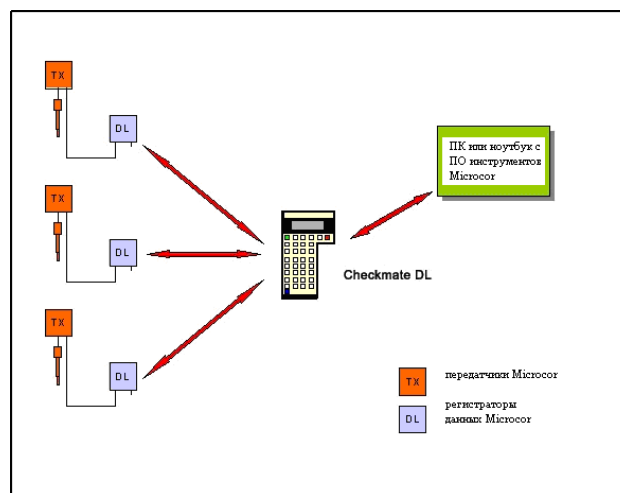 TX
DL
ПК или ноутбук с
ПО инструментов
Microcor
TX
DL
Checkmate DL
TX
DL
TX передатчики Microcor
регистраторы
DL данных Microcor